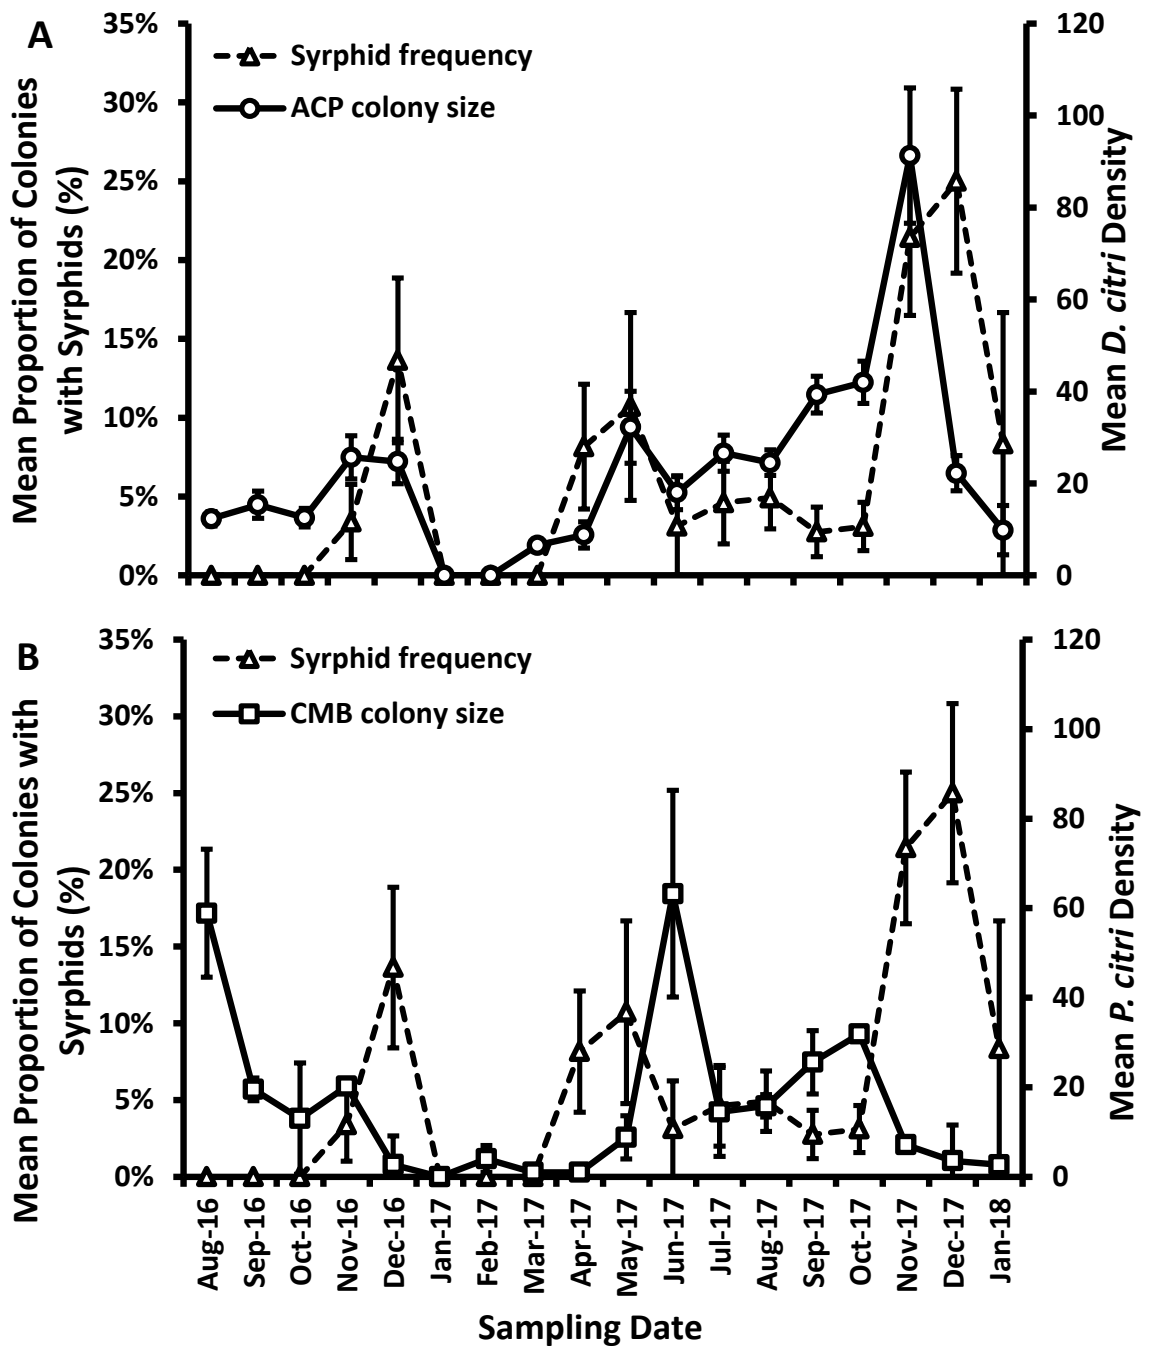 A
Mean Proportion of Colonies
with Syrphids (%)
35%
30%
25%
20%
15%
10%
5%
0%
Syrphid frequency
ACP colony size
120
100
80
60
40
20
0
Mean D. citri Density
B
Mean Proportion of Colonies with
Syrphids (%)
35%
30%
25%
20%
15%
10%
5%
0%
Syrphid frequency
CMB colony size
120
100
80
60
40
20
0
Mean P. citri Density
Aug-16
Sep-16
Oct-16
Nov-16
Dec-16
Jan-17
Feb-17
Mar-17
Apr-17
May-17
Jun-17
Jul-17
Aug-17
Sep-17
Oct-17
Nov-17
Dec-17
Jan-18
Sampling Date